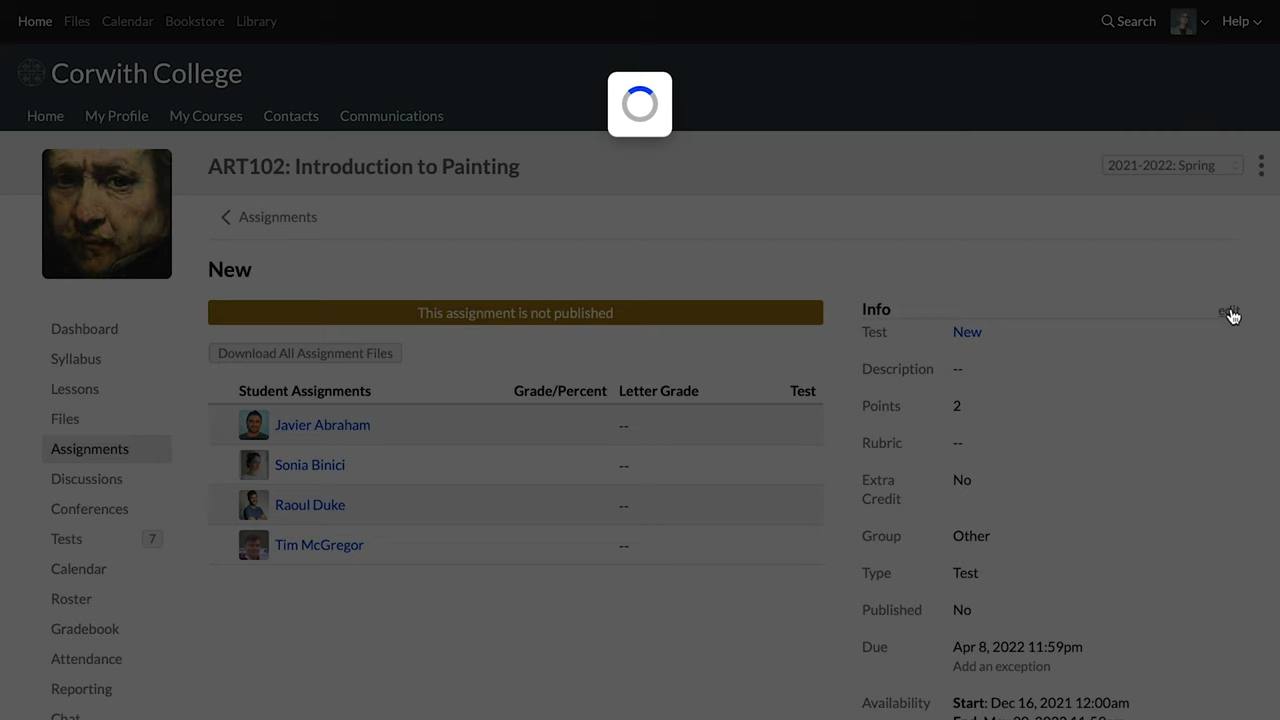 Home Files Calendar Bookstore Library Search Help
Corwith College
Home My Profile My Courses Contacts Communications
ART102: Introduction to Painting 2021-2022: Spring
Assignments
New
This assignment is not published
Download All Assignment Files
Student Assignments Grade/Percent Letter Grade Test
Javier Abraham --
Sonia Binici --
Raoul Duke --
Tim McGregor --
Dashboard
Syllabus
Lessons
Files
Assignments
Discussions
Conferences
Tests 7
Calendar
Roster
Gradebook
Attendance
Reporting
Chat
Info
Test New
Description --
Points 2
Rubric --
Extra
Credit No
Group Other
Type Test
Published No
Due Apr 8, 2022 11:59pm
Add an exception
Availability Start: Dec 16, 2021 12:00am